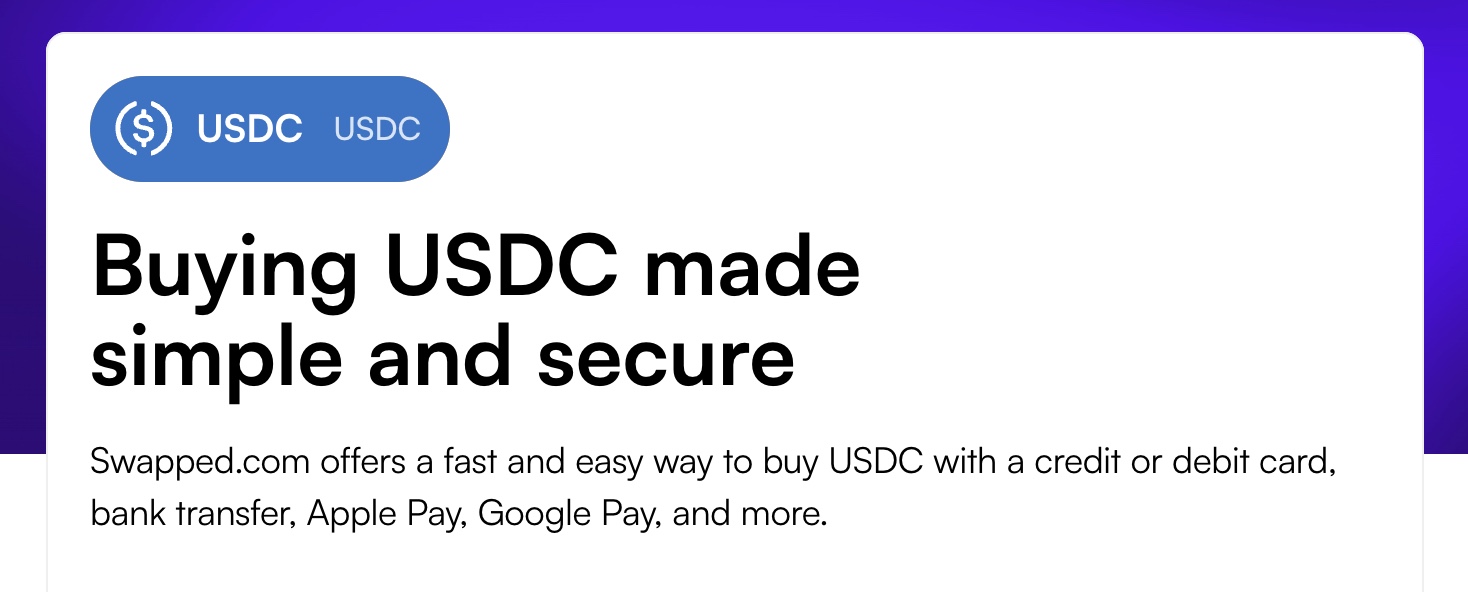 USDC USDC
Buying USDC made
simple and secure
Swapped.com offers a fast and easy way to buy USDC with a credit or debit card,
bank transfer, Apple Pay, Google Pay, and more.